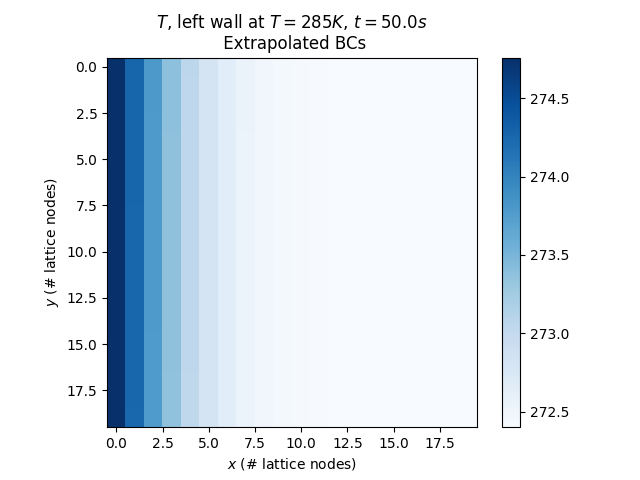 T, left wall at T = 285K, t = 50.0s
Extrapolated BCs
0.0
2.5
5.0
7.5
10.0
12.5
15.0
17.5
y (# lattice nodes)
0.0 2.5 5.0 7.5 10.0 12.5 15.0 17.5
x (# lattice nodes)
274.5
274.0
273.5
273.0
272.5